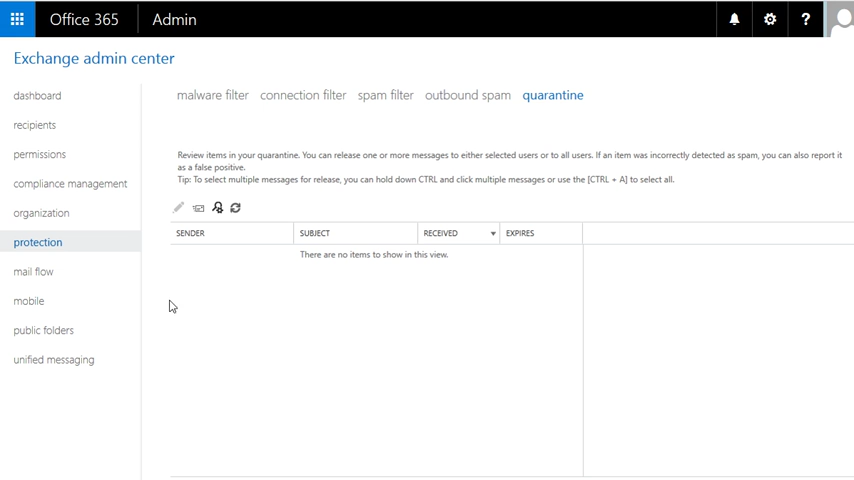 Office 365 Admin ?
Exchange admin center
dashboard
recipients
permissions
compliance management
organization
protection
mail flow
mobile
public folders
unified messaging
malware filter connection filter spam filter outbound spam quarantine
Review items in your quarantine. You can release one or more messages to either selected users or to all users. If an item was incorrectly detected as spam, you can also report it
as a false positive.
Tip: To select multiple messages for release, you can hold down CTRL and click multiple messages or use the [CTRL + A] to select all.
SENDER SUBJECT RECEIVED EXPIRES
There are no items to show in this view.